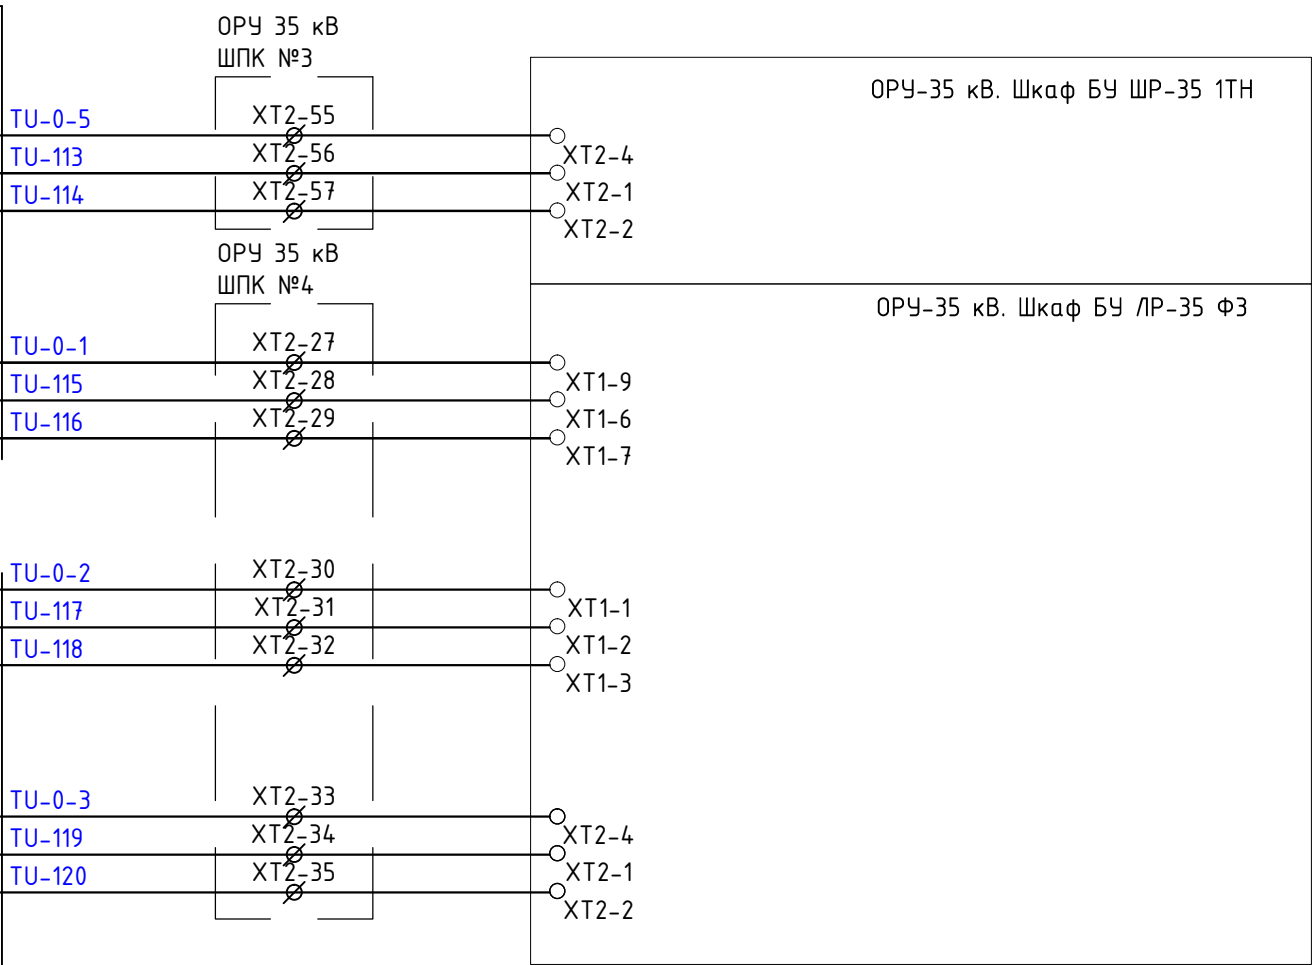 ОРУ 35 кВ
ШПК №3
ОРУ-35 кВ. Шкаф БУ ШР-35 1ТН
TU-0-5
XT2-55
XT2-4
TU-113
XT2-56
XT2-1
TU-114
XT2-57
XT2-2
ОРУ 35 кВ
ШПК №4
ОРУ-35 кВ. Шкаф БУ ЛР-35 ФЗ
TU-0-1
XT2-27
XT1-9
TU-115
XT2-28
XT1-6
TU-116
XT2-29
XT1-7
TU-0-2
XT2-30
XT1-1
TU-117
XT2-31
XT1-2
TU-118
XT2-32
XT1-3
TU-0-3
XT2-33
XT2-4
TU-119
XT2-34
XT2-1
TU-120
XT2-35
XT2-2